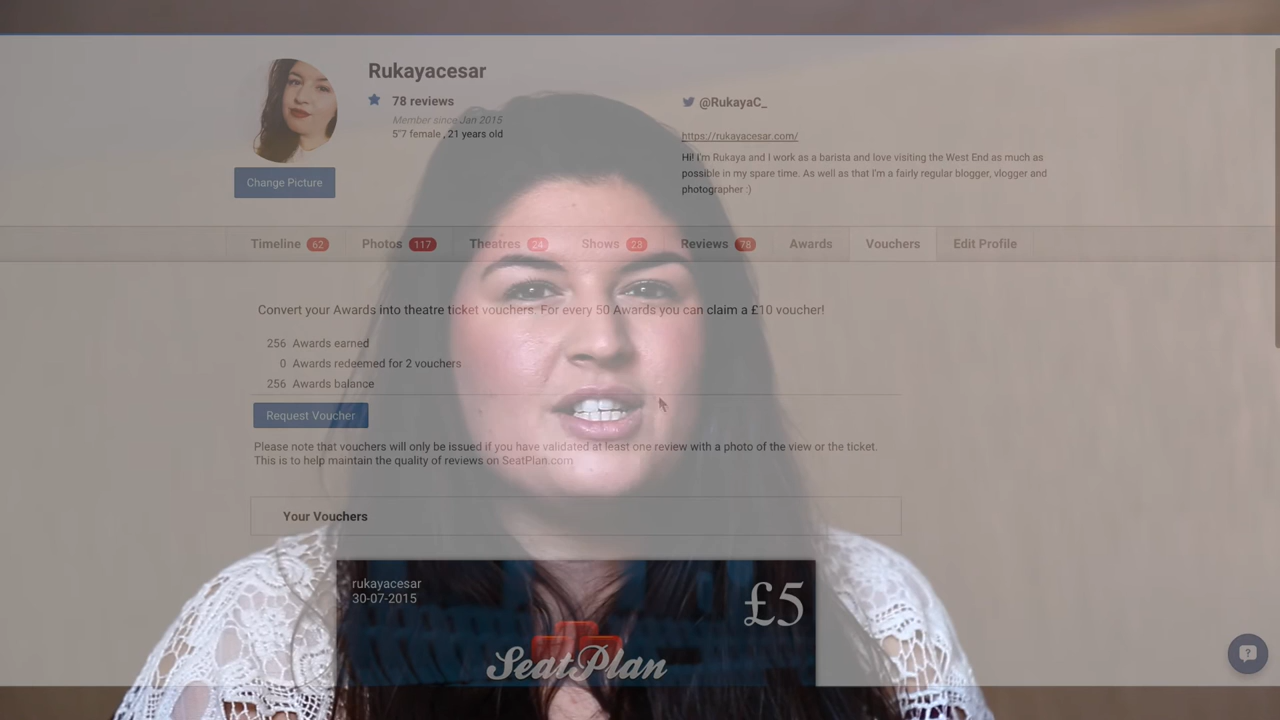 Rukayacesar
78 reviews
Member since Jan 2015
5"7 female , 21 years old
Change Picture
@RukayaC_
https://rukayacesar.com/
Hi! I'm Rukaya and I work as a barista and love visiting the West End as much as
possible in my spare time. As well as that I'm a fairly regular blogger, vlogger and
photographer :)
Timeline 62 Photos 117 Theatres 24 Shows 23 Reviews 78 Awards Vouchers Edit Profile
Convert your Awards into theatre ticket vouchers. For every 50 Awards you can claim a £10 voucher!
256 Awards earned
0 Awards redeemed for 2 vouchers
256 Awards balance
Request Voucher
Please note that vouchers will only be issued if you have validated at least one review with a photo of the view or the ticket.
This is to help maintain the quality of reviews on SeatPlan.com
Your Vouchers
rukayacesar
30-07-2015
£5
SeatPlan